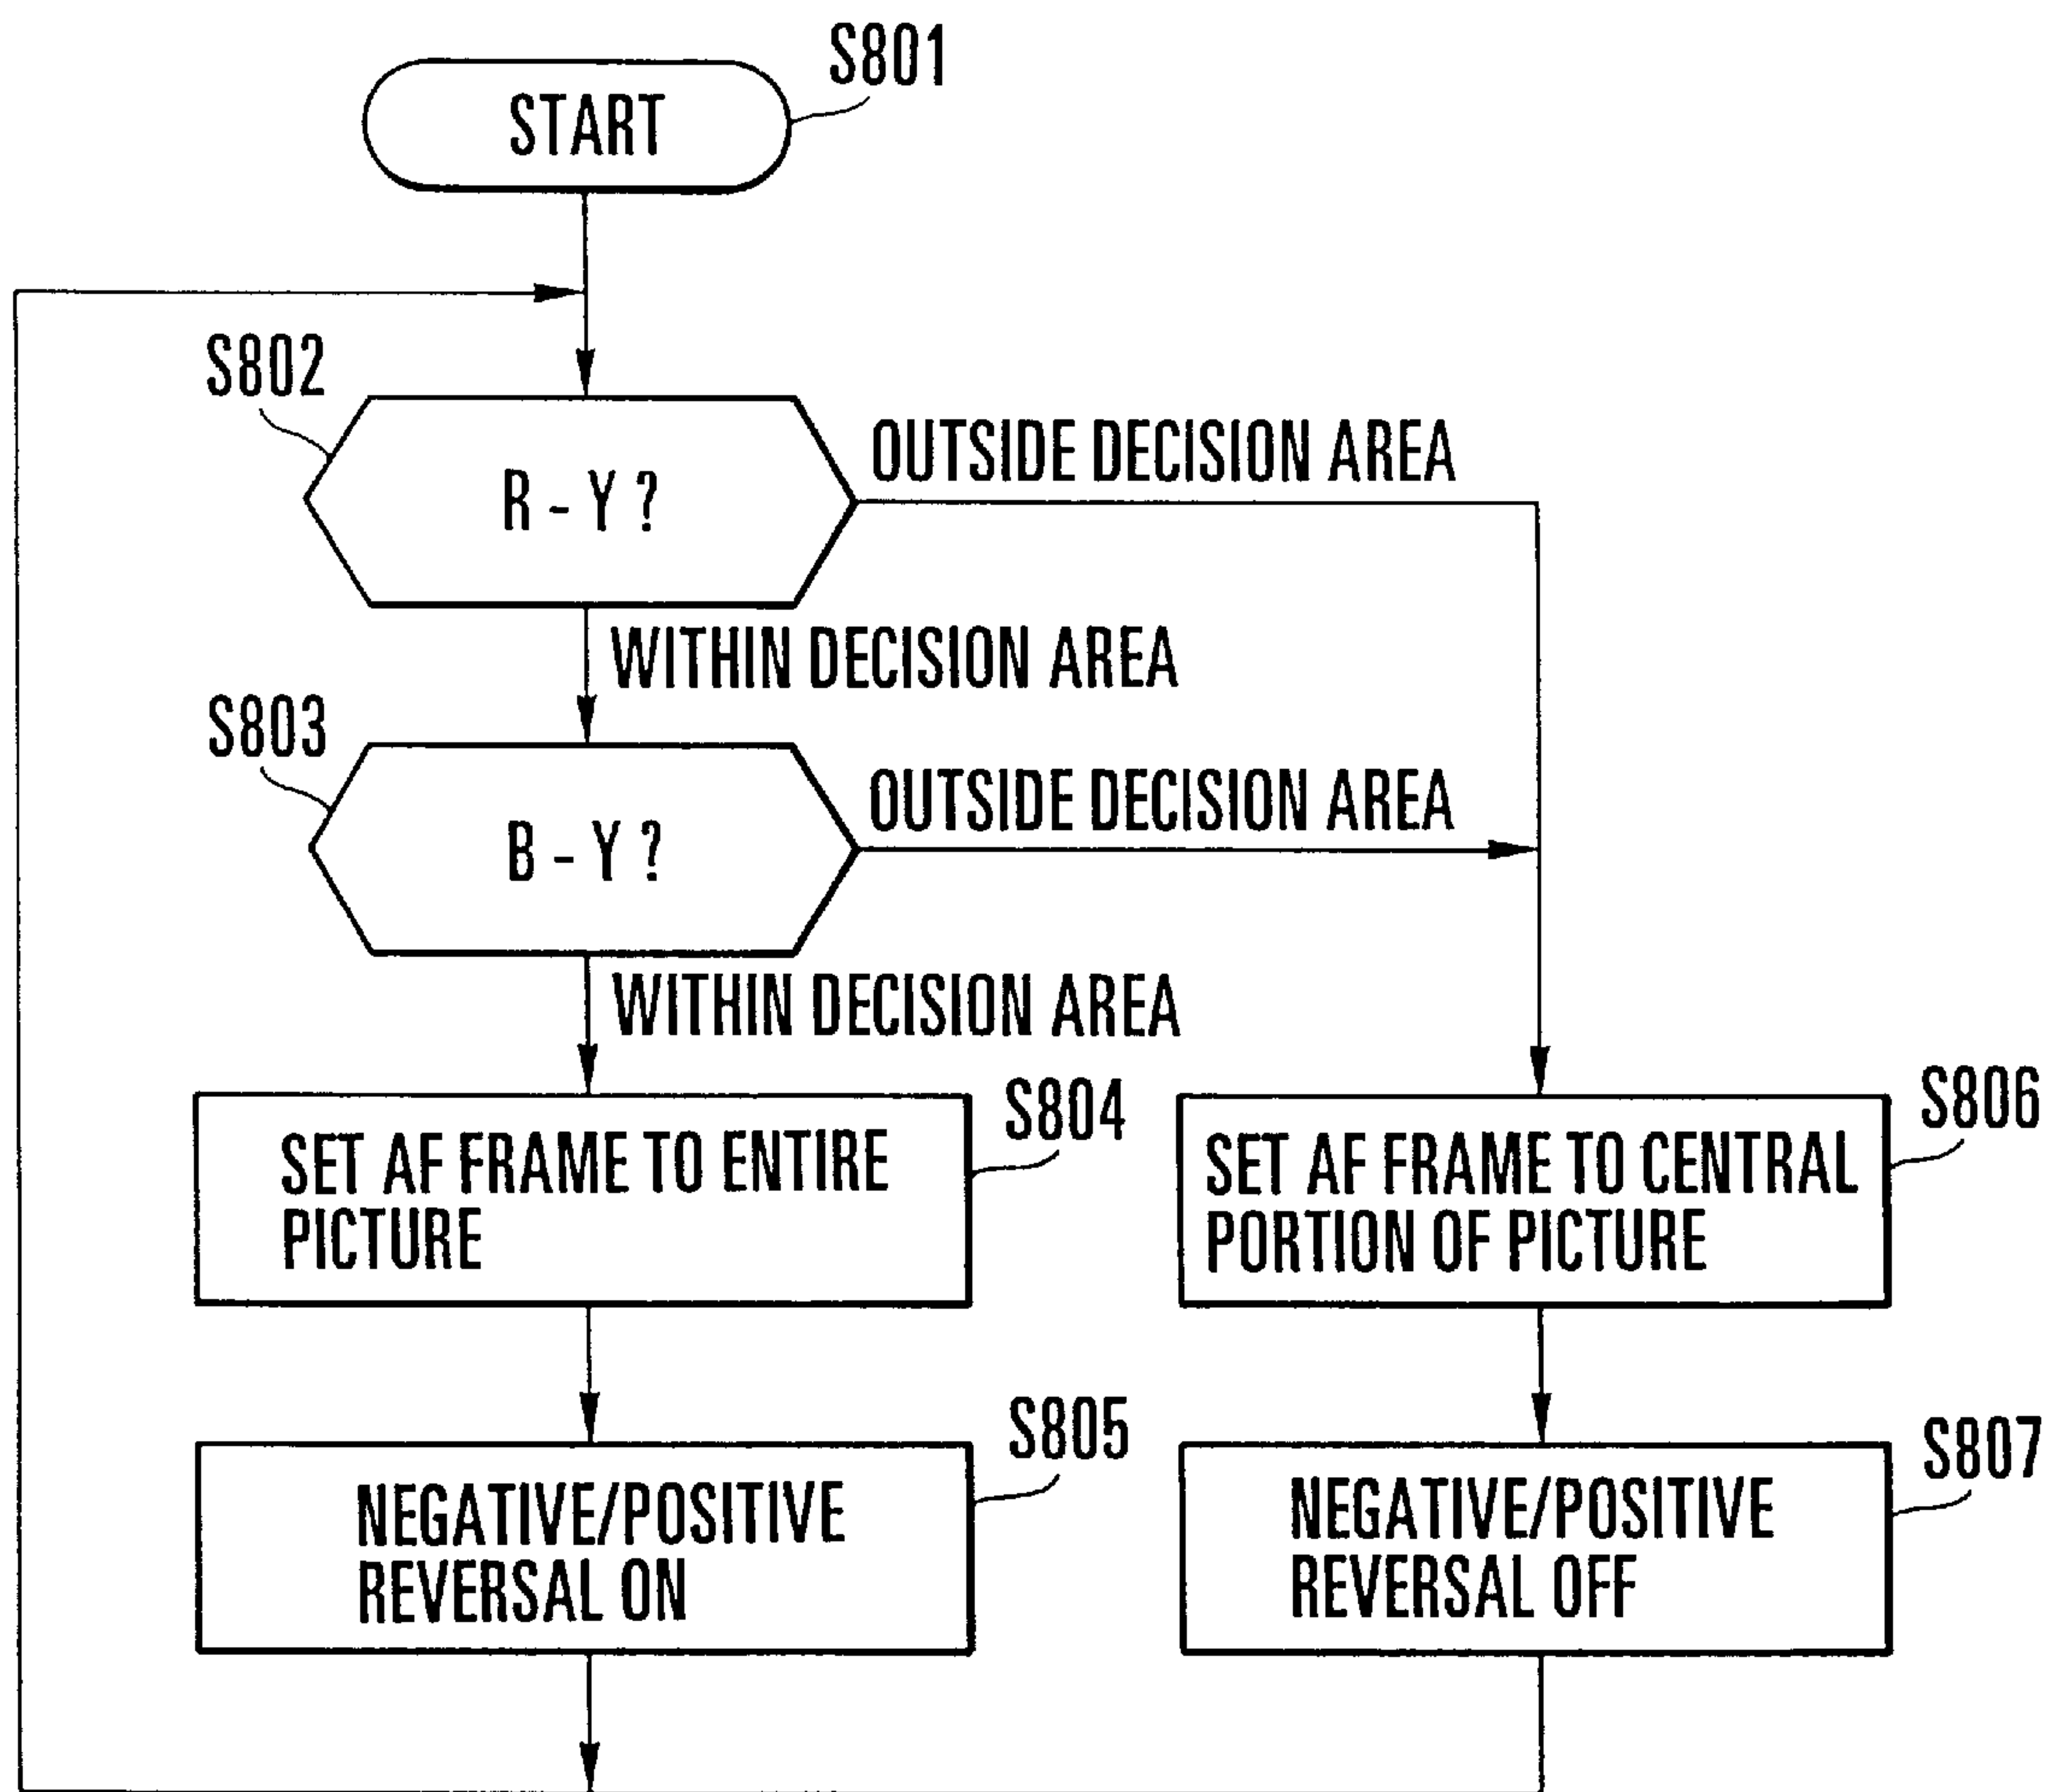 S801
START
S802
R - Y ?
OUTSIDE DECISION AREA
WITHIN DECISION AREA
S803
B - Y ?
OUTSIDE DECISION AREA
WITHIN DECISION AREA
S804
SET AF FRAME TO ENTIRE
PICTURE
S806
SET AF FRAME TO CENTRAL
PORTION OF PICTURE
S805
NEGATIVE/POSITIVE
REVERSAL ON
S807
NEGATIVE/POSITIVE
REVERSAL OFF